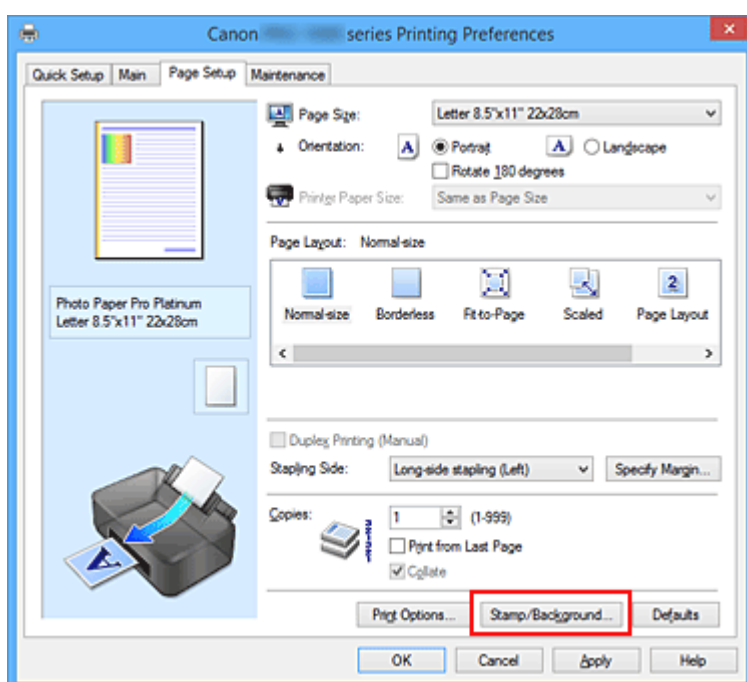 Canon series Printing Preferences
Quick Setup Main Page Setup Maintenance
Page Size: Letter 8.5"x11" 22x28cm
Orientation: A Portrait A Landscape
Rotate 180 degrees
Printer Paper Size: Same as Page Size
Page Layout: Normal-size
2
Normal-size Borderless Fit-to-Page Scaled Page Layout
Photo Paper Pro Platinum
Letter 8.5"x11" 22x28cm
Duplex Printing (Manual)
Stapling Side: Long-side stapling (Left) Specify Margin...
Copies: 1 (1-999)
Print from Last Page
Collate
A
Print Options... Stamp/Background... Defaults
OK Cancel Apply Help